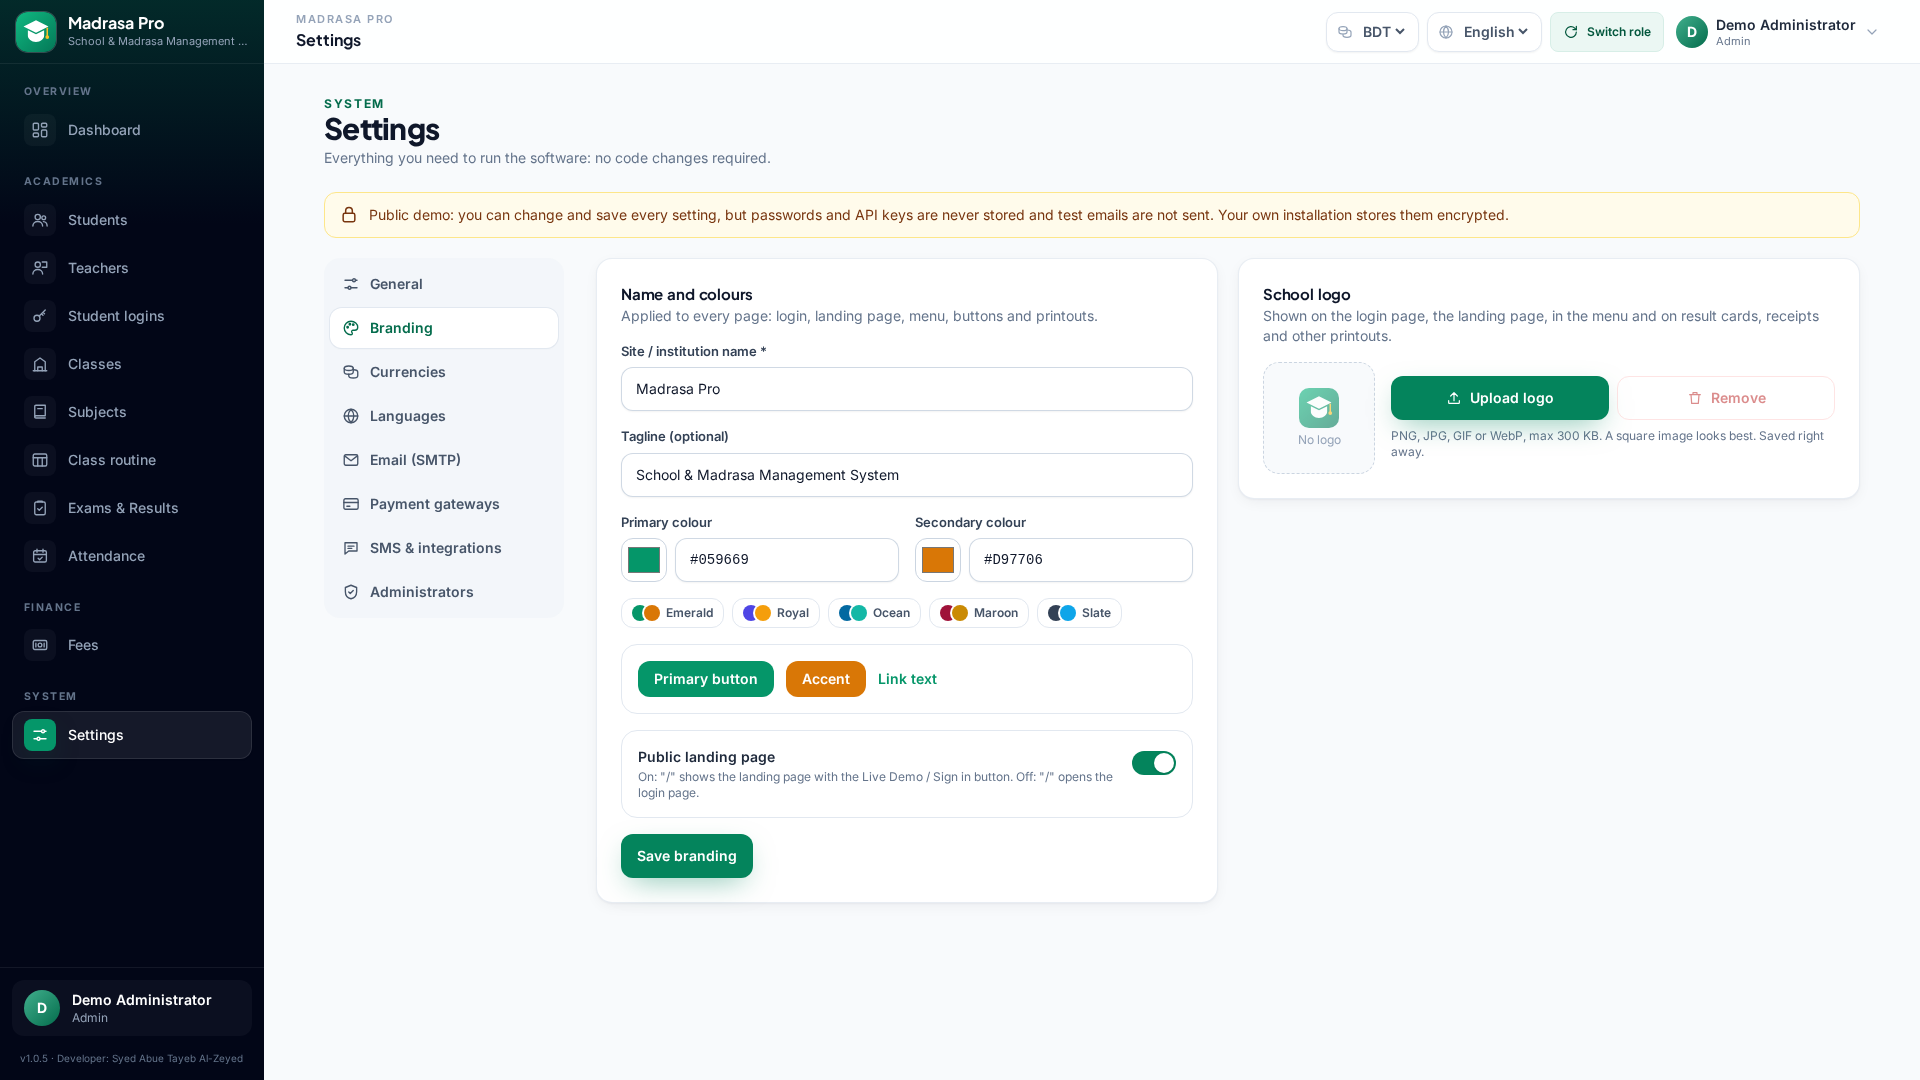 Madrasa Pro
School & Madrasa Management ...
OVERVIEW
Dashboard
ACADEMICS
Students
Teachers
Student logins
Classes
Subjects
Class routine
Exams & Results
Attendance
FINANCE
Fees
SYSTEM
Settings
D
Demo Administrator
Admin
v1.0.5 · Developer: Syed Abue Tayeb Al-Zeyed
MADRASA PRO
Settings
BDT
English
Switch role
D
Demo Administrator
Admin
SYSTEM
Settings
Everything you need to run the software: no code changes required.
Public demo: you can change and save every setting, but passwords and API keys are never stored and test emails are not sent. Your own installation stores them encrypted.
General
Branding
Currencies
Languages
Email (SMTP)
Payment gateways
SMS & integrations
Administrators
Name and colours
Applied to every page: login, landing page, menu, buttons and printouts.
Site / institution name *
Madrasa Pro
Tagline (optional)
School & Madrasa Management System
Primary colour
Secondary colour
#059669
#D97706
Emerald
Royal
Ocean
Maroon
Slate
Primary button
Accent
Link text
Public landing page
On: "/" shows the landing page with the Live Demo / Sign in button. Off: "/" opens the
login page.
Save branding
School logo
Shown on the login page, the landing page, in the menu and on result cards, receipts
and other printouts.
No logo
Upload logo
Remove
PNG, JPG, GIF or WebP, max 300 KB. A square image looks best. Saved right
away.